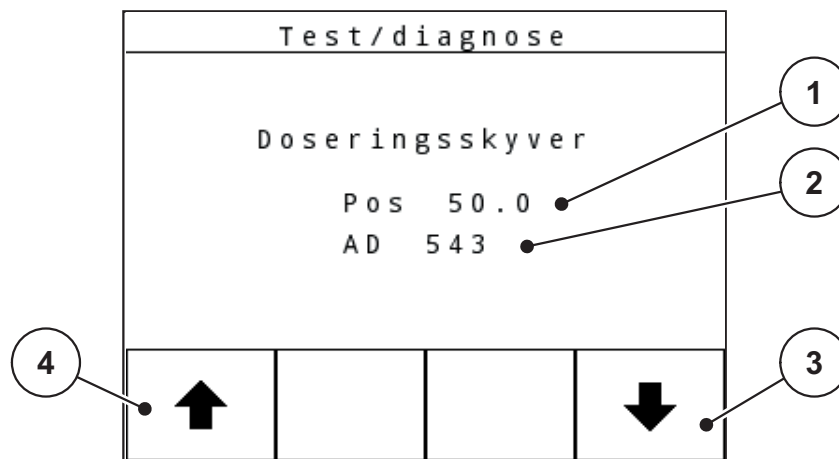 Test/diagnose
Doseringsskyver
Pos 50.0
AD 543
1
2
3
4